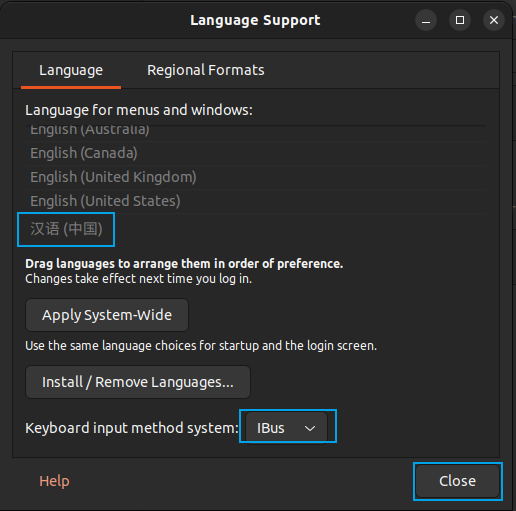 Language Support
Language Regional Formats
Language for menus and windows:
English (Australia)
English (Canada)
English (United Kingdom)
English (United States)
汉语 (中国)
Drag languages to arrange them in order of preference.
Changes take effect next time you log in.
Apply System-Wide
Use the same language choices for startup and the login screen.
Install / Remove Languages...
Keyboard input method system: IBus
Help Close